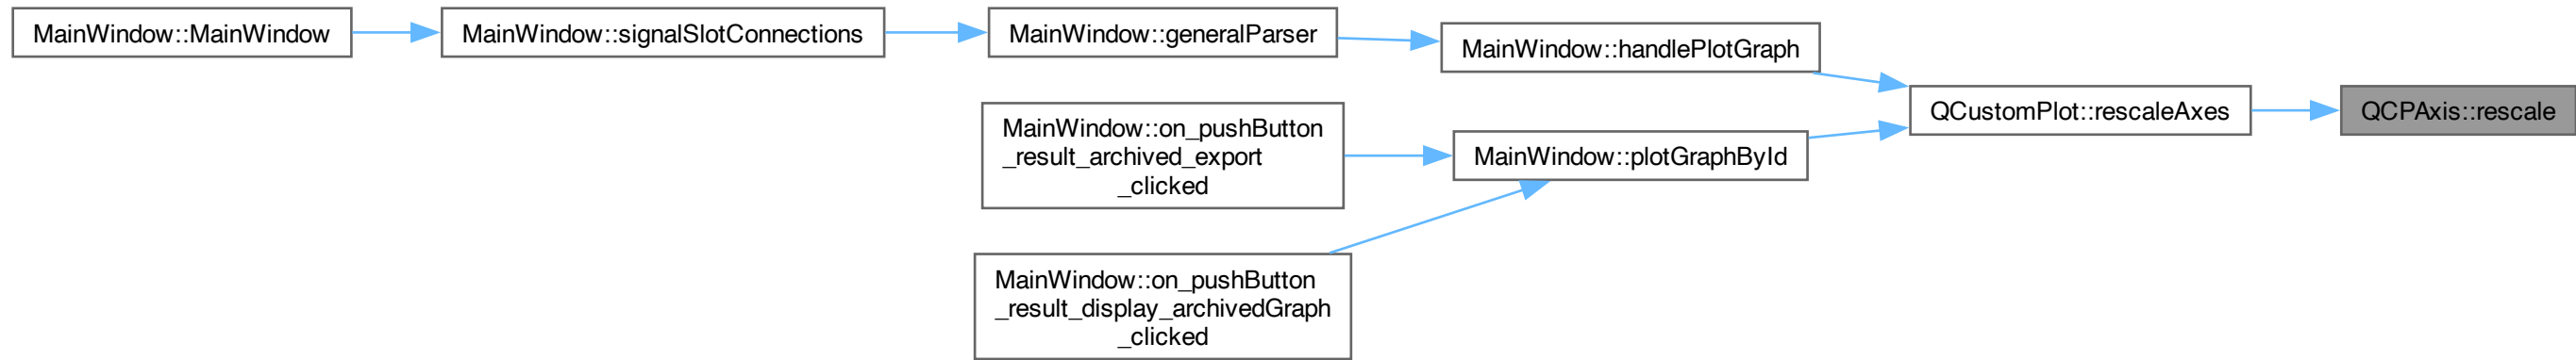 MainWindow::MainWindow
MainWindow::signalSlotConnections
MainWindow::generalParser
MainWindow::handlePlotGraph
QCustomPlot::rescaleAxes
QCPAxis::rescale
MainWindow::on_pushButton
_result_archived_export
_clicked
MainWindow::plotGraphById
MainWindow::on_pushButton
_result_display_archivedGraph
_clicked